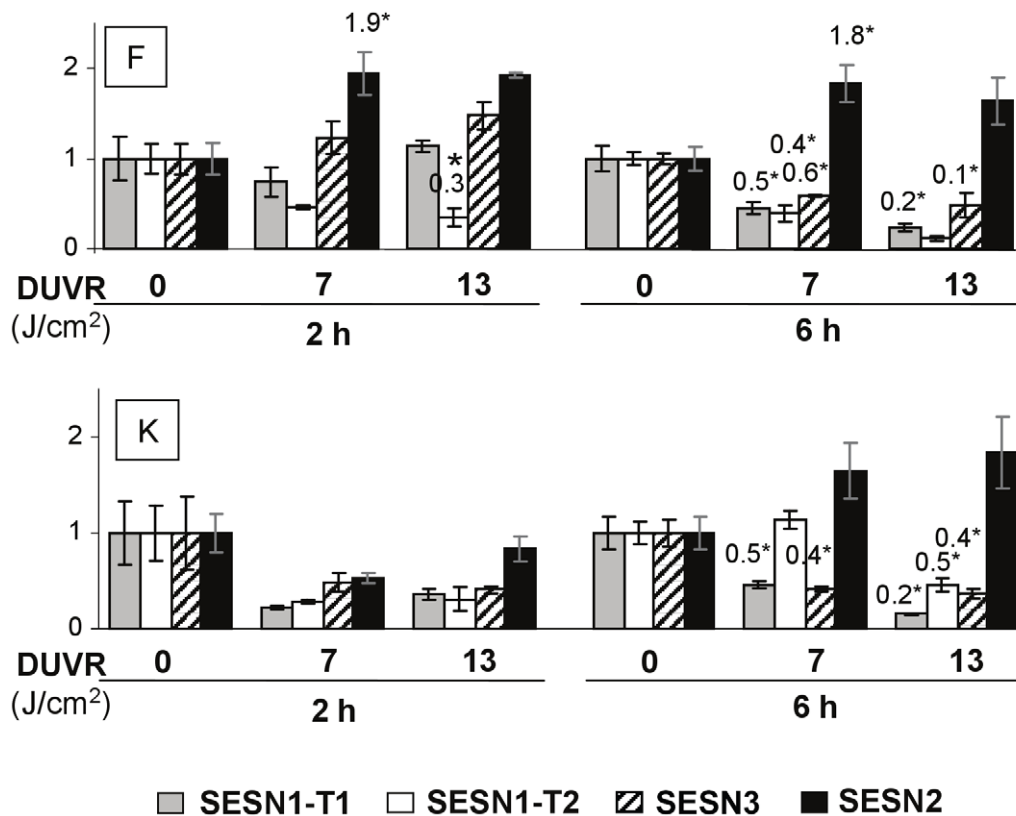 F
1.9*
1.8*
2
1
0
*
0.3
0.5*
0.4*
0.6*
0.2*
0.1*
DUVR 0 7 13 0 7 13
(J/cm2) 2 h 6 h
K
2
1
0
0.5*
0.4*
0.2*
0.5*
0.4*
DUVR 0 7 13 0 7 13
(J/cm2) 2 h 6 h
SESN1-T1 SESN1-T2 SESN3 SESN2